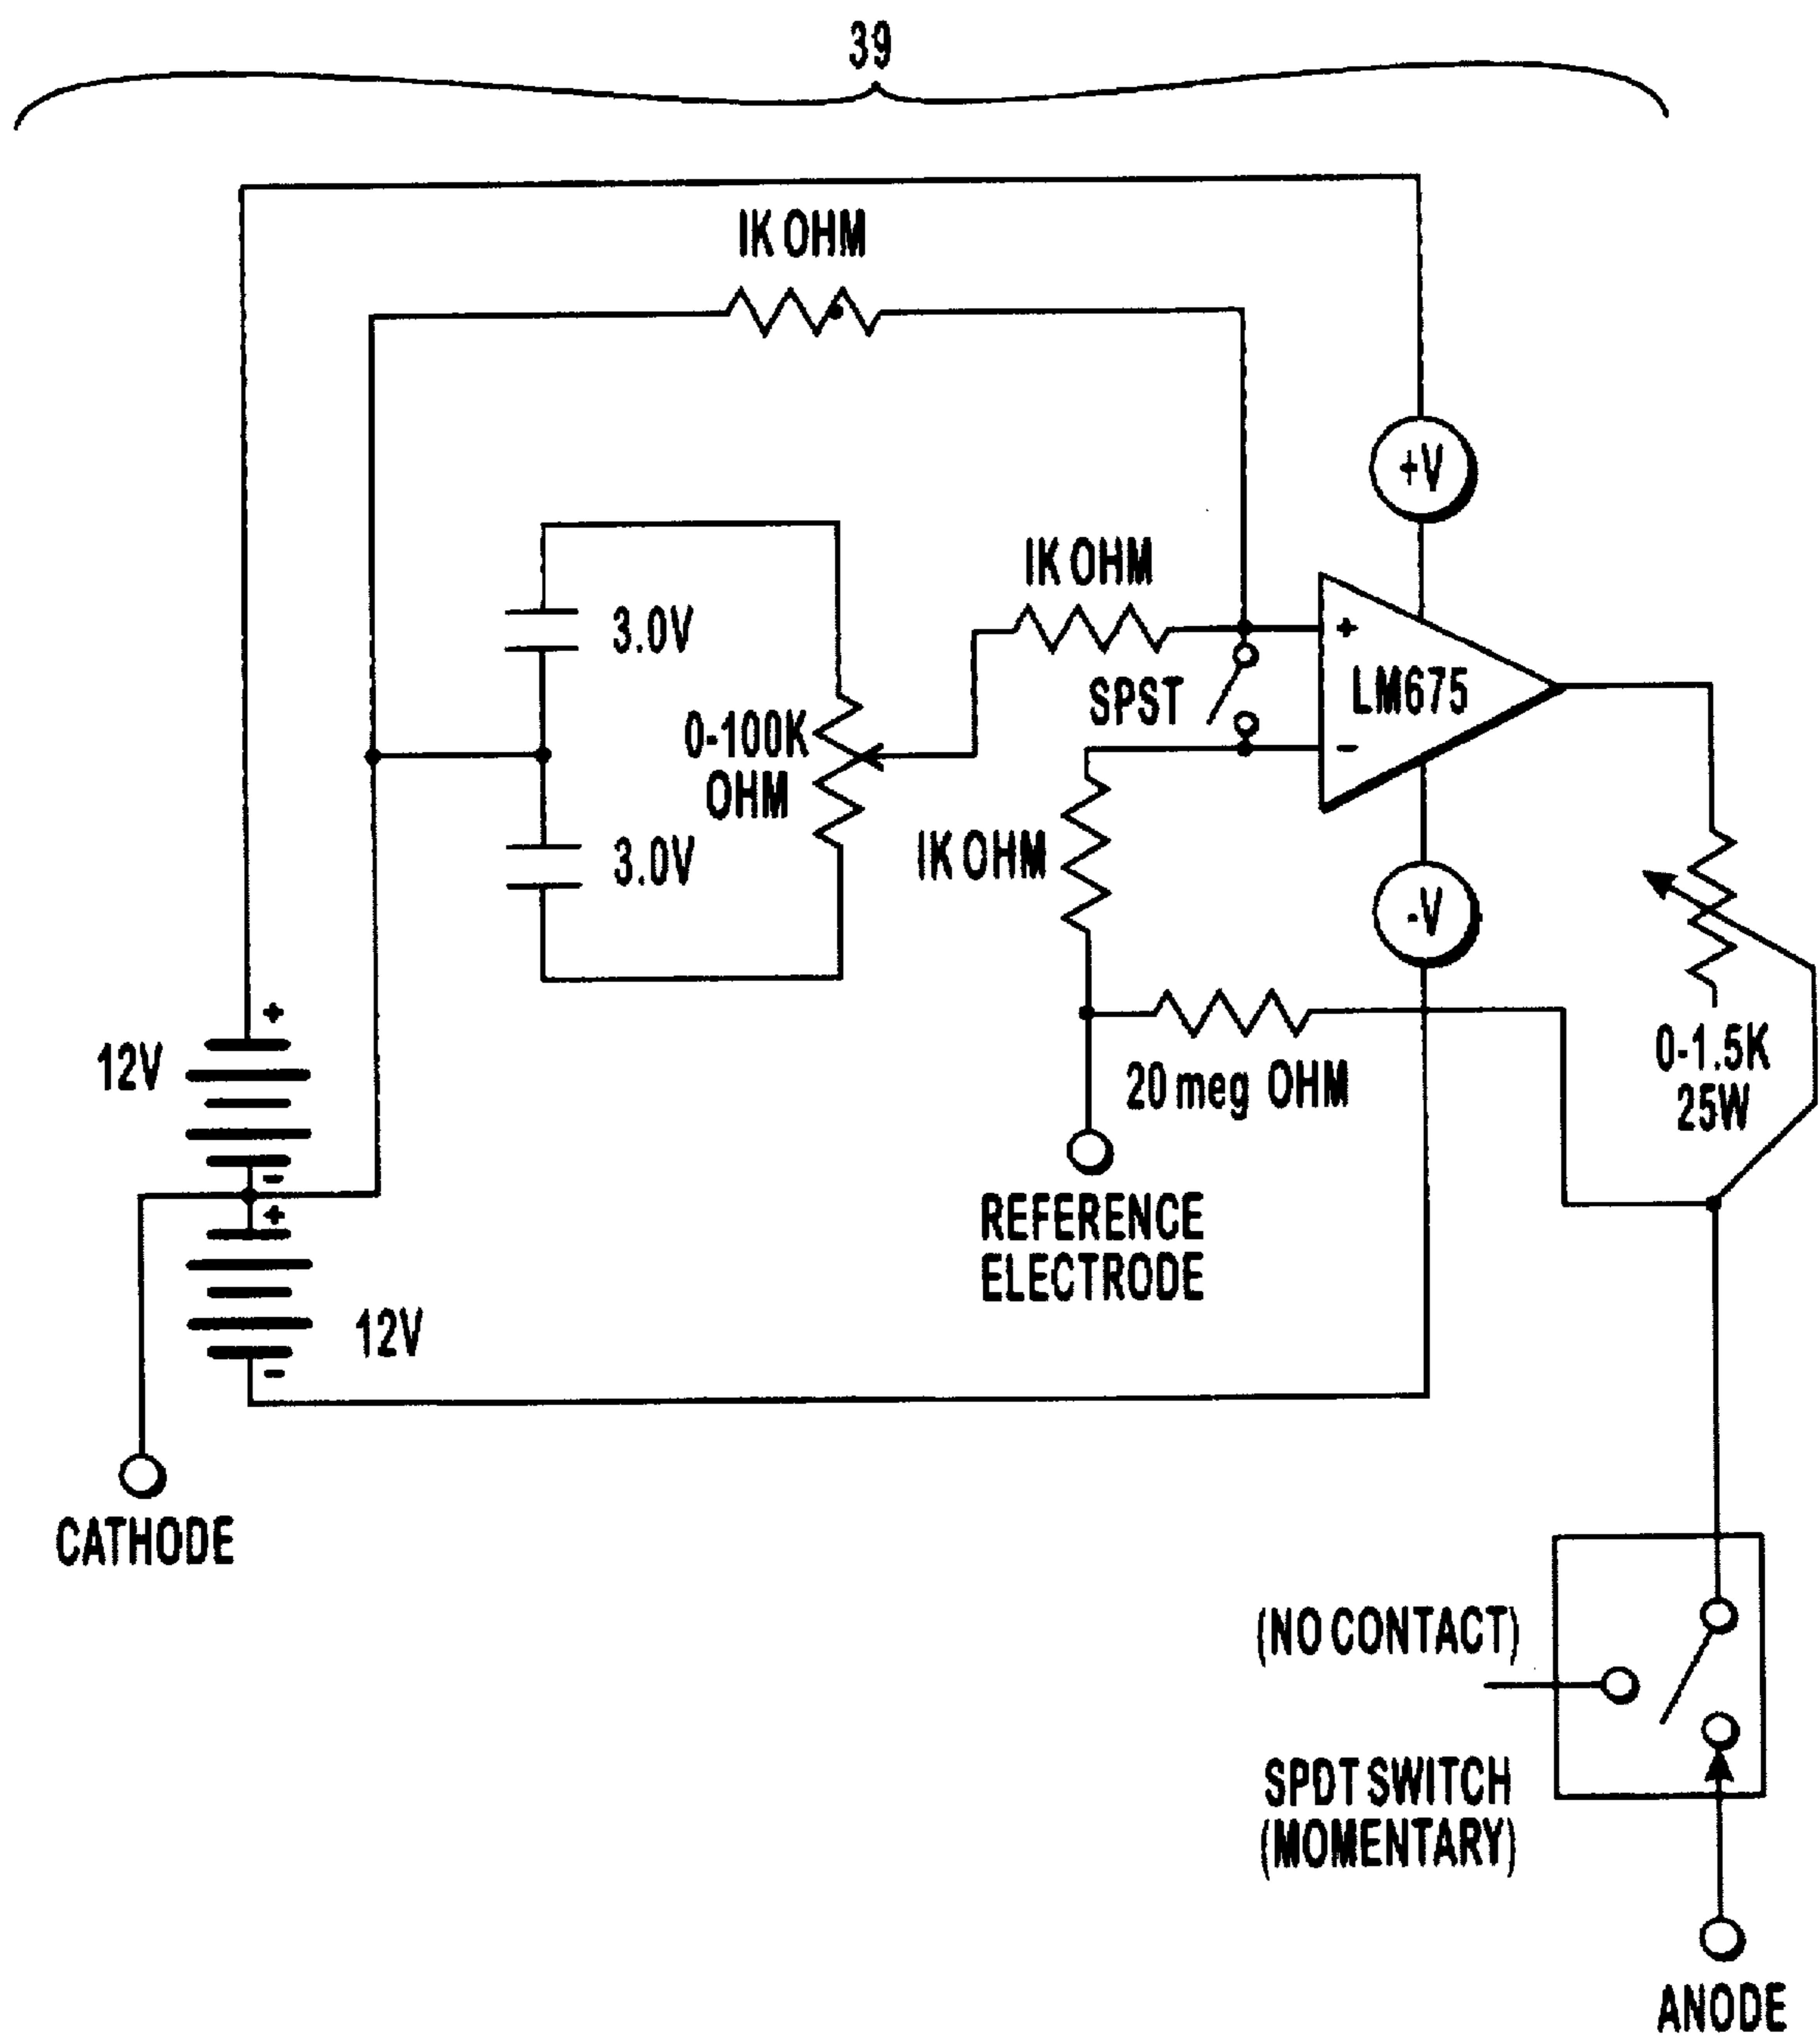 39
IK OHM
+V
IK OHM
3.0V
+
LM675
SPST
0-100K
OHM
-
IK OHM
3.0V
-V
+
12V
0-1.5K
25W
20 meg OHM
-
+
REFERENCE
ELECTRODE
12V
-
CATHODE
(NO CONTACT)
SPDT SWITCH
(MOMENTARY)
ANODE